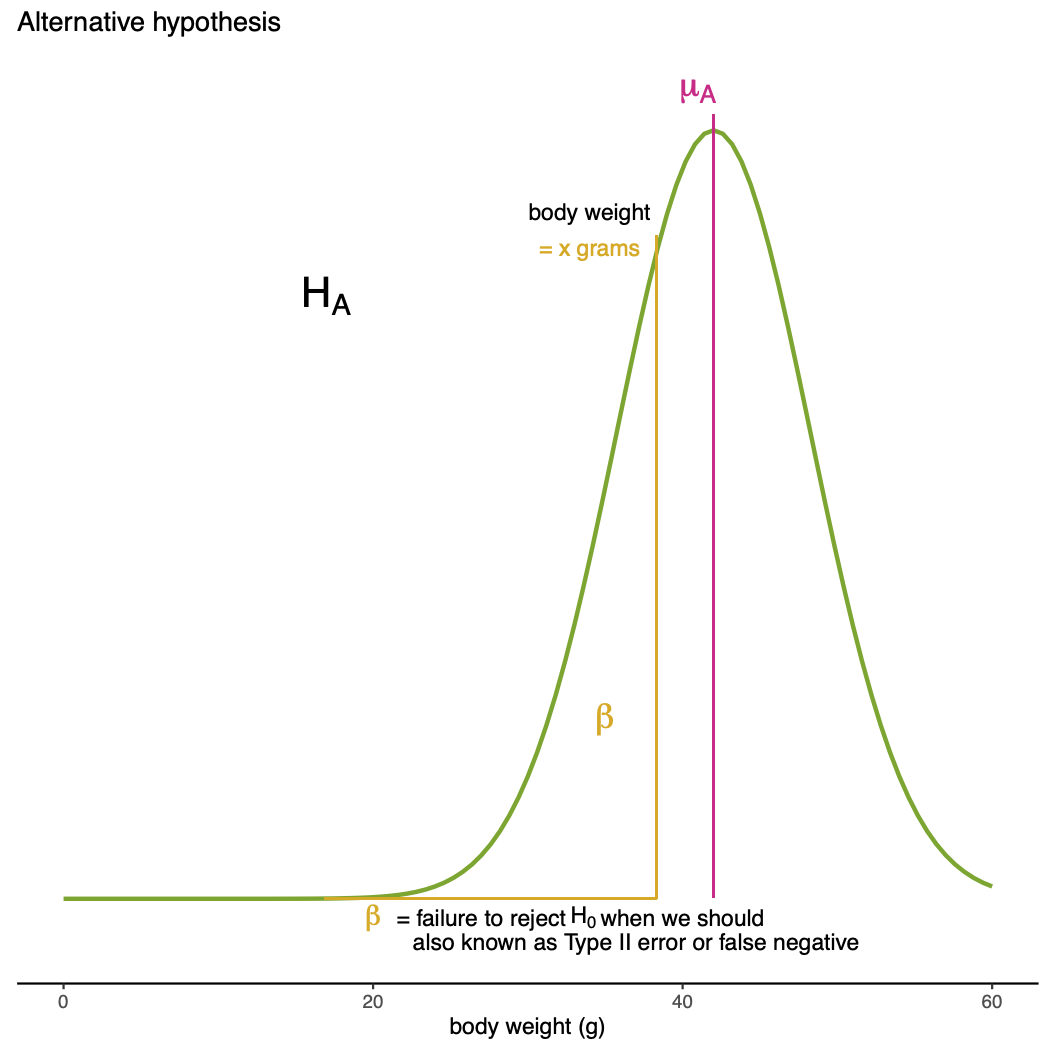 Alternative hypothesis
μA
body weight
= x grams
HA
β
β = failure to reject H0 when we should
also known as Type II error or false negative
0 20 40 60
body weight (g)